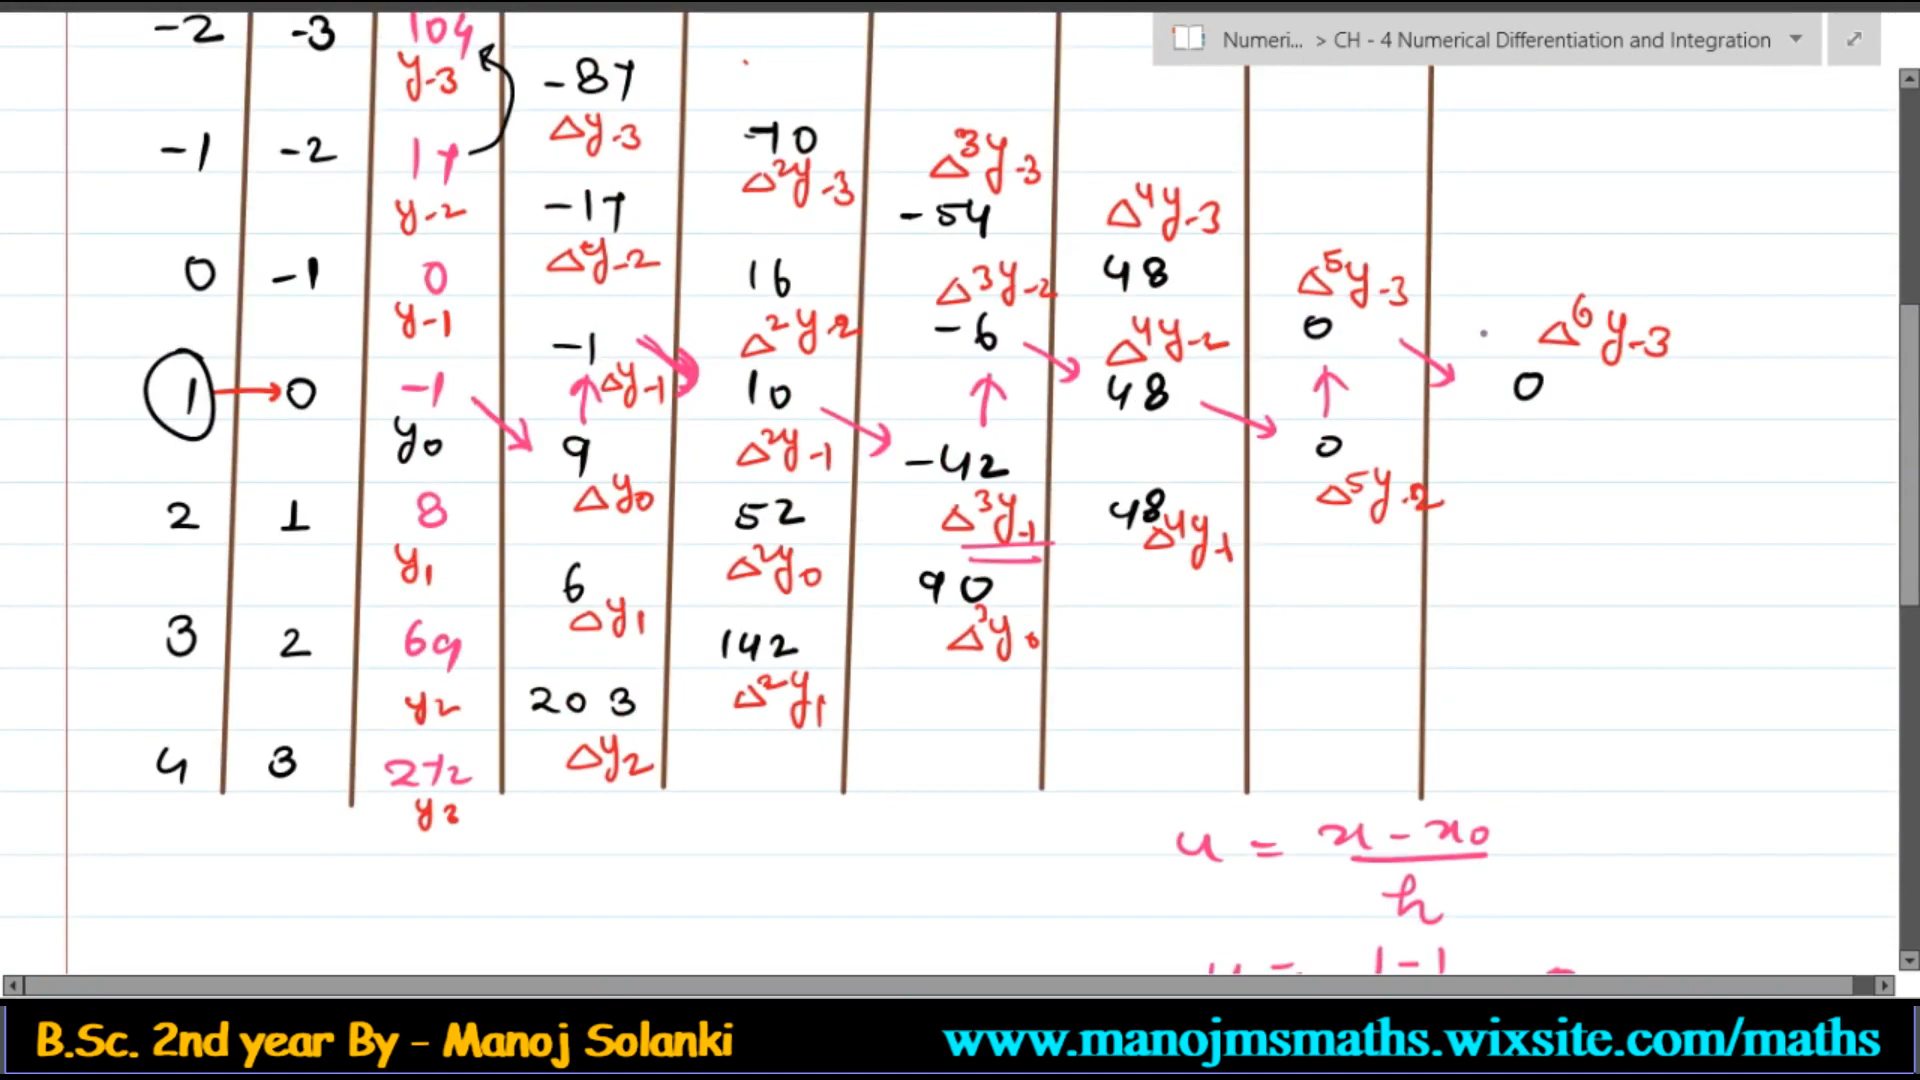 Numeri... > CH - 4 Numerical Differentiation and Integration
-2 -3 104
y-3 -87
Δy-3 -70 Δ³y-3
-1 -2 17 Δ²y-3
y-2 -17 -54 Δ⁴y-3
Δy-2
0 -1 0 16 Δ³y-2 48 Δ⁵y-3
y-1 -1 Δ²y-2 -6 Δ⁴y-2 0 Δ⁶y-3
Δy-1
1 0 -1 10 48 0
y0 9 Δ²y-1 -42 0
Δy0 Δ⁵y-2
2 1 8 52 Δ³y-1 48 Δ⁴y-1
y1 6 Δ²y0 90
Δy1
3 2 69 142 Δ³y0
y2 203 Δ²y1
Δy2
4 3 272
y3
u = x - x0
h
u = 1-1
B.Sc. 2nd year By - Manoj Solanki
www.manojmsmaths.wixsite.com/maths